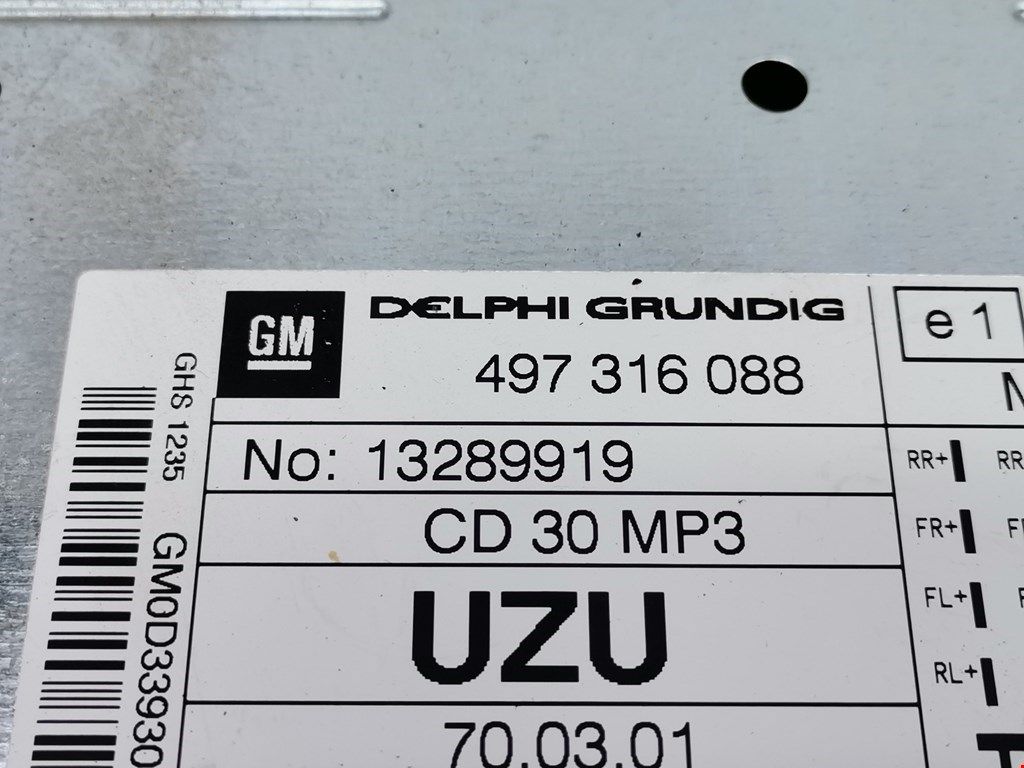 GM
DELPHI GRUNDIG
497 316 088
No: 13289919
CD 30 MP3
UZU
70.03.01
GHS 1235
GM0D33930
e1
RR+
FR+
FL+
RL+